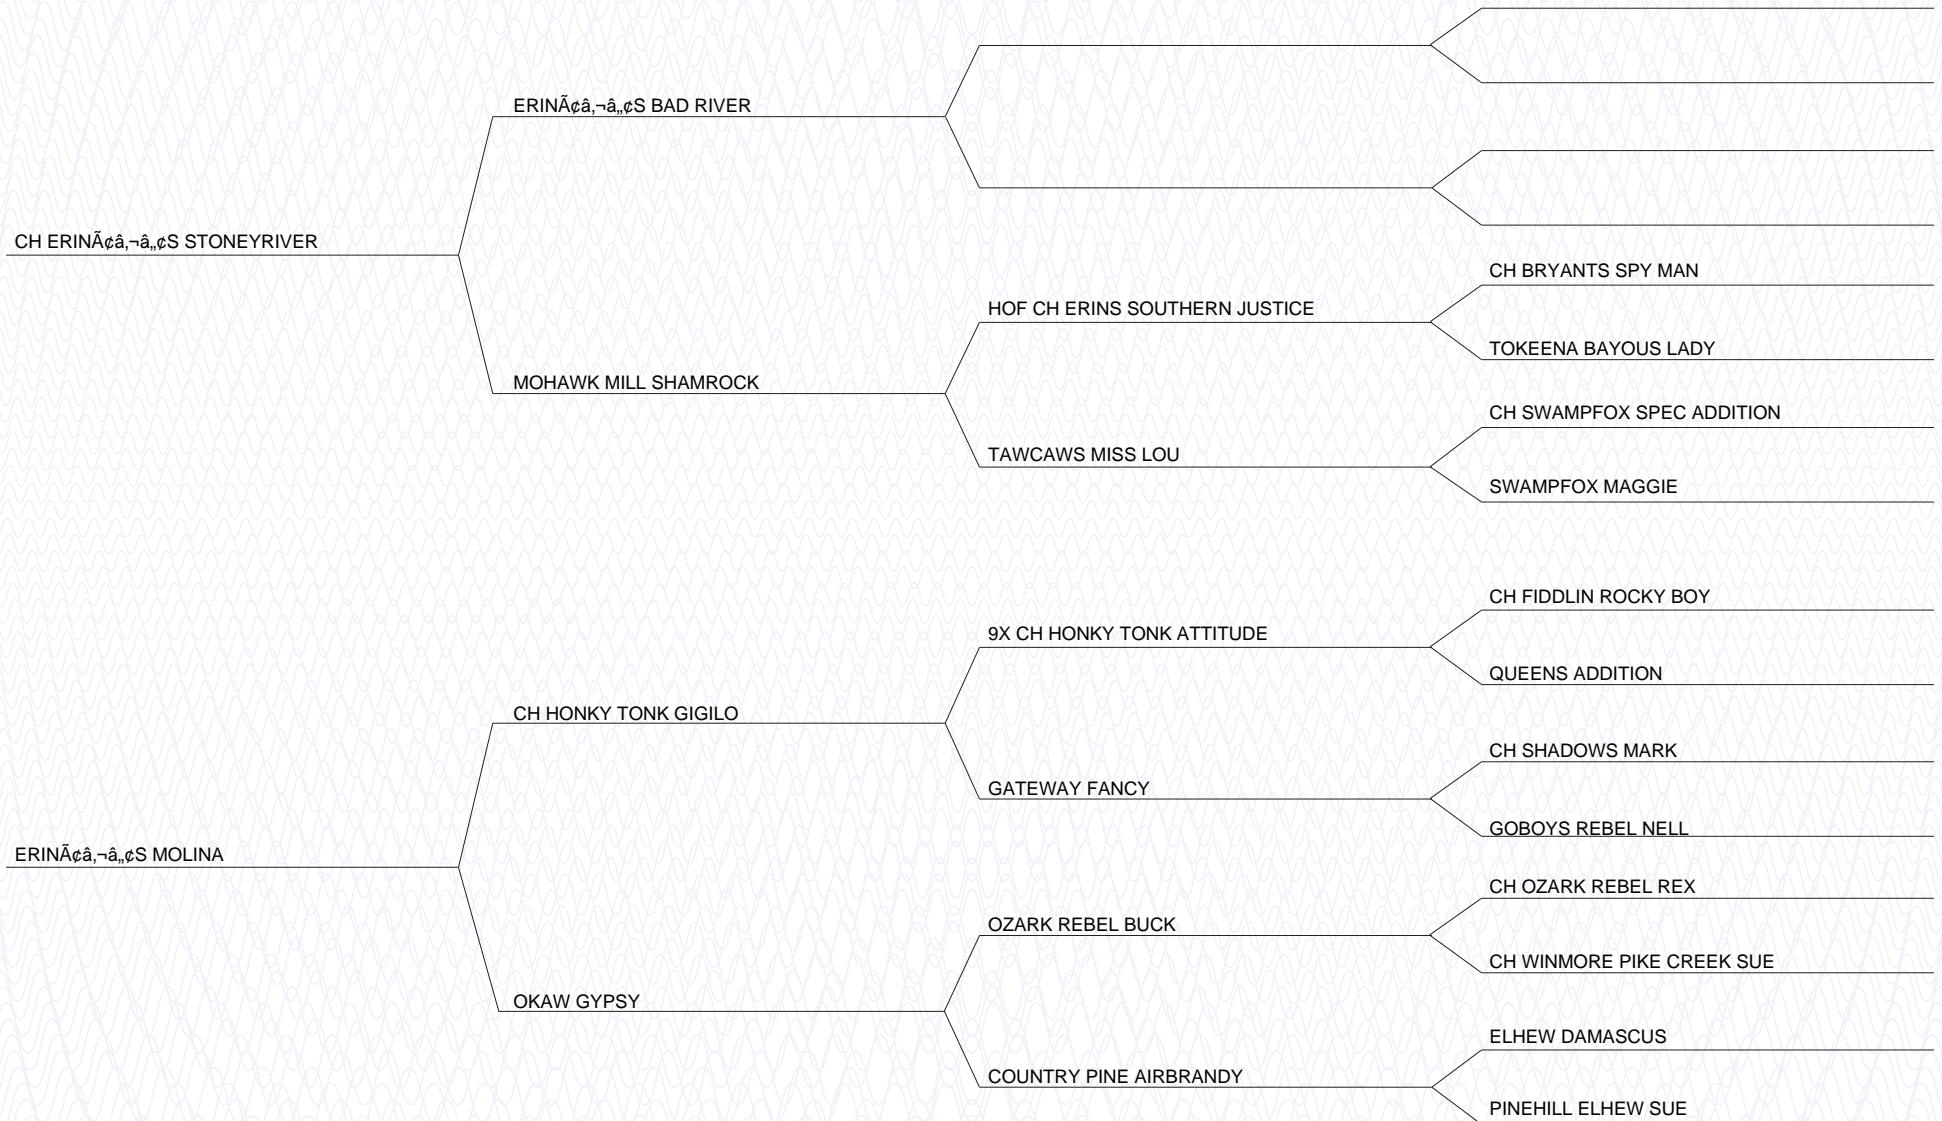 ERINÃ¢â‚¬â„¢S BAD RIVER
CH ERINÃ¢â‚¬â„¢S STONEYRIVER
CH BRYANTS SPY MAN
HOF CH ERINS SOUTHERN JUSTICE
TOKEENA BAYOUS LADY
MOHAWK MILL SHAMROCK
CH SWAMPFOX SPEC ADDITION
TAWCAWS MISS LOU
SWAMPFOX MAGGIE
CH FIDDLIN ROCKY BOY
9X CH HONKY TONK ATTITUDE
QUEENS ADDITION
CH HONKY TONK GIGILO
CH SHADOWS MARK
GATEWAY FANCY
GOBOYS REBEL NELL
ERINÃ¢â‚¬â„¢S MOLINA
CH OZARK REBEL REX
OZARK REBEL BUCK
CH WINMORE PIKE CREEK SUE
OKAW GYPSY
ELHEW DAMASCUS
COUNTRY PINE AIRBRANDY
PINEHILL ELHEW SUE